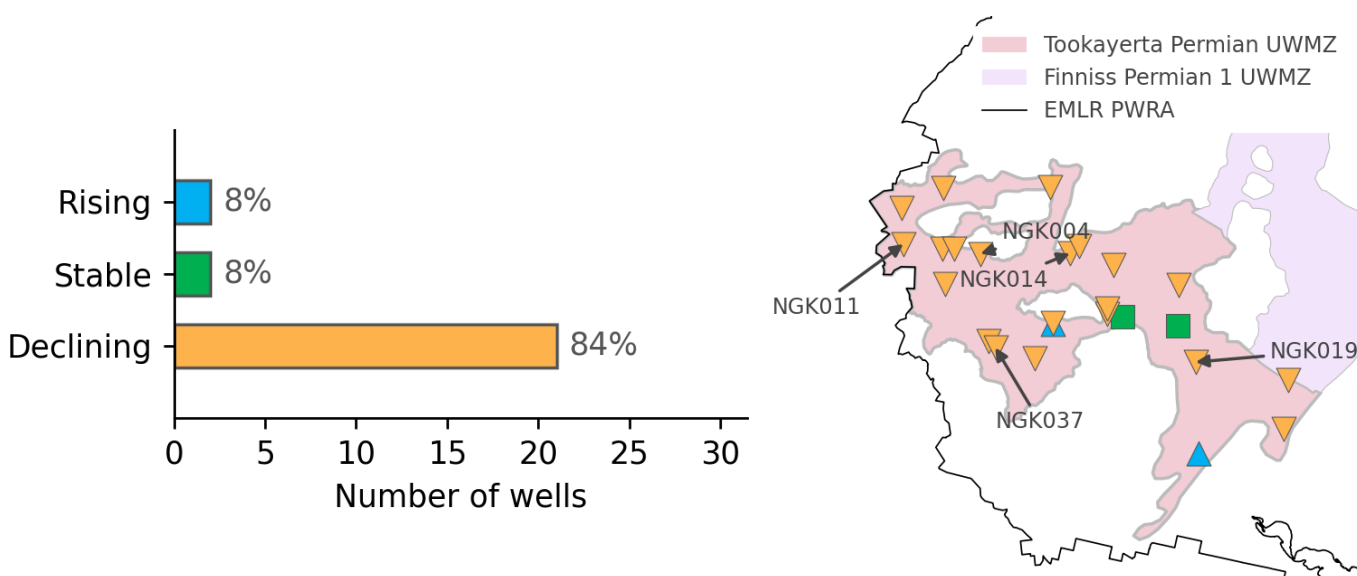 Rising
8%
Stable
8%
Declining
84%
0 5 10 15 20 25 30
Number of wells
Tookayerta Permian UWMZ
Finniss Permian 1 UWMZ
EMLR PWRA
NGK004
NGK014
NGK011
NGK019
NGK037